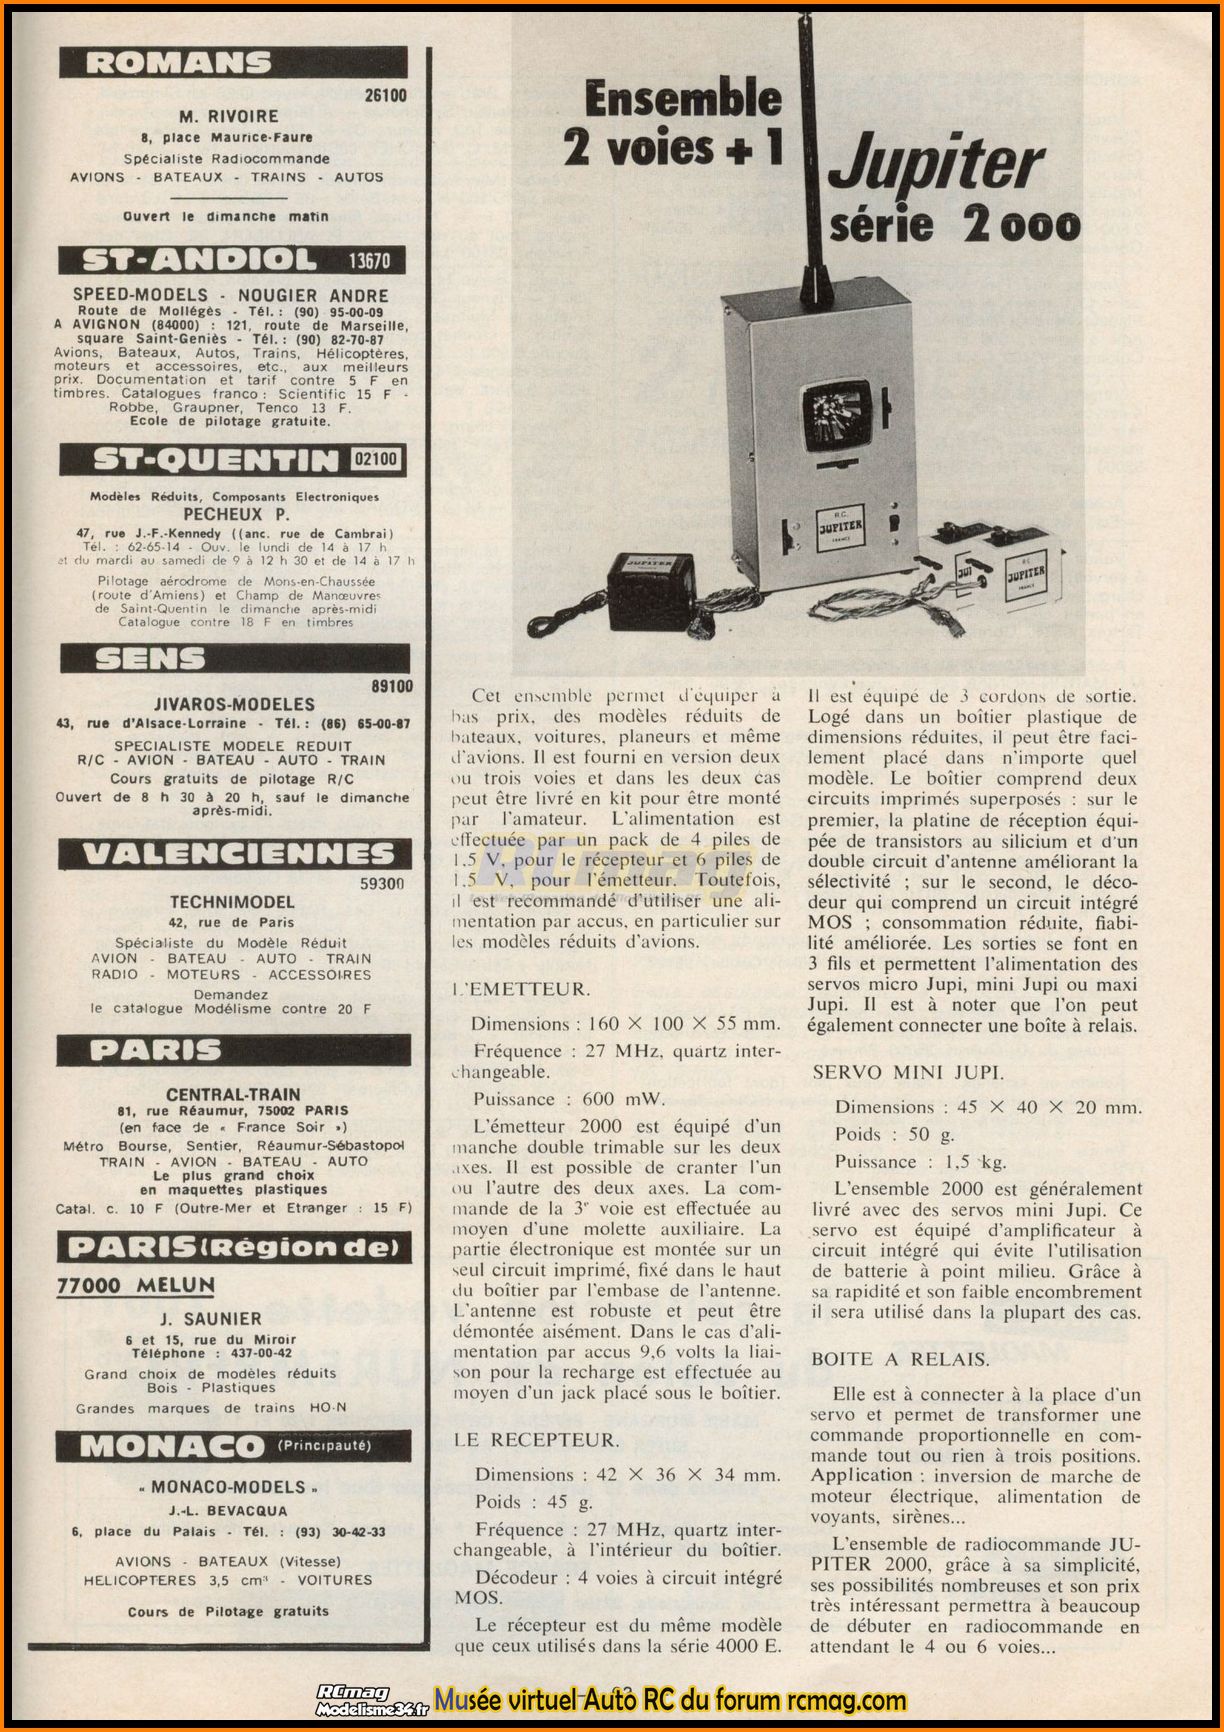 ROMANS
26100
M. RIVOIRE
8, place Maurice-Faure
Spécialiste Radiocommande
AVIONS - BATEAUX - TRAINS - AUTOS
Ouvert le dimanche matin
ST-ANDIOL 13670
SPEED-MODELS - NOUGIER ANDRE
Route de Mollégès - Tél. : (90) 95-00-09
A AVIGNON (84000) : 121, route de Marseille,
square Saint-Geniès - Tél. : (90) 82-70-87
Avions, Bateaux, Autos, Trains, Hélicoptères,
moteurs et accessoires, etc., aux meilleurs
prix. Documentation et tarif contre 5 F en
timbres. Catalogues franco : Scientific 15 F -
Robbe, Graupner, Tenco 13 F.
Ecole de pilotage gratuite.
ST-QUENTIN 02100
Modèles Réduits, Composants Electroniques
PECHEUX P.
47, rue J.-F.-Kennedy ((anc. rue de Cambrai)
Tél. : 62-65-14 - Ouv. le lundi de 14 à 17 h
et du mardi au samedi de 9 à 12 h 30 et de 14 à 17 h
Pilotage aérodrome de Mons-en-Chaussée
(route d'Amiens) et Champ de Manœuvres
de Saint-Quentin le dimanche après-midi
Catalogue contre 18 F en timbres
SENS
89100
JIVAROS-MODELES
43, rue d'Alsace-Lorraine - Tél. : (86) 65-00-87
SPECIALISTE MODELE REDUIT
R/C - AVION - BATEAU - AUTO - TRAIN
Cours gratuits de pilotage R/C
Ouvert de 8 h 30 à 20 h, sauf le dimanche
après-midi.
VALENCIENNES
59300
TECHNIMODEL
42, rue de Paris
Spécialiste du Modèle Réduit
AVION - BATEAU - AUTO - TRAIN
RADIO - MOTEURS - ACCESSOIRES
Demandez
le catalogue Modélisme contre 20 F
PARIS
CENTRAL-TRAIN
81, rue Réaumur, 75002 PARIS
(en face de « France Soir »)
Métro Bourse, Sentier, Réaumur-Sébastopol
TRAIN - AVION - BATEAU - AUTO
Le plus grand choix
en maquettes plastiques
Catal. c. 10 F (Outre-Mer et Etranger : 15 F)
PARIS (Région de)
77000 MELUN
J. SAUNIER
6 et 15, rue du Miroir
Téléphone : 437-00-42
Grand choix de modèles réduits
Bois - Plastiques
Grandes marques de trains HO-N
MONACO (Principauté)
« MONACO-MODELS »
J.-L. BEVACQUA
6, place du Palais - Tél. : (93) 30-42-33
AVIONS - BATEAUX (Vitesse)
HELICOPTERES 3,5 cm³ - VOITURES
Cours de Pilotage gratuits
Ensemble
2 voies + 1
Jupiter
série 2000
R.C.
JUPITER
FRANCE
R.C.
JUPITER
JUPI
R.C.
JUPITER
FRANCE
Cet ensemble permet d'équiper à
bas prix, des modèles réduits de
bateaux, voitures, planeurs et même
d'avions. Il est fourni en version deux
ou trois voies et dans les deux cas
peut être livré en kit pour être monté
par l'amateur. L'alimentation est
effectuée par un pack de 4 piles de
1,5 V, pour le récepteur et 6 piles de
1,5 V, pour l'émetteur. Toutefois,
il est recommandé d'utiliser une ali-
mentation par accus, en particulier sur
les modèles réduits d'avions.
L'EMETTEUR.
Dimensions : 160 × 100 × 55 mm.
Fréquence : 27 MHz, quartz inter-
changeable.
Puissance : 600 mW.
L'émetteur 2000 est équipé d'un
manche double trimable sur les deux
axes. Il est possible de cranter l'un
ou l'autre des deux axes. La com-
mande de la 3e voie est effectuée au
moyen d'une molette auxiliaire. La
partie électronique est montée sur un
seul circuit imprimé, fixé dans le haut
du boîtier par l'embase de l'antenne.
L'antenne est robuste et peut être
démontée aisément. Dans le cas d'ali-
mentation par accus 9,6 volts la liai-
son pour la recharge est effectuée au
moyen d'un jack placé sous le boîtier.
LE RECEPTEUR.
Dimensions : 42 × 36 × 34 mm.
Poids : 45 g.
Fréquence : 27 MHz, quartz inter-
changeable, à l'intérieur du boîtier.
Décodeur : 4 voies à circuit intégré
MOS.
Le récepteur est du même modèle
que ceux utilisés dans la série 4000 E.
Il est équipé de 3 cordons de sortie.
Logé dans un boîtier plastique de
dimensions réduites, il peut être faci-
lement placé dans n'importe quel
modèle. Le boîtier comprend deux
circuits imprimés superposés : sur le
premier, la platine de réception équi-
pée de transistors au silicium et d'un
double circuit d'antenne améliorant la
sélectivité ; sur le second, le déco-
deur qui comprend un circuit intégré
MOS ; consommation réduite, fiabi-
lité améliorée. Les sorties se font en
3 fils et permettent l'alimentation des
servos micro Jupi, mini Jupi ou maxi
Jupi. Il est à noter que l'on peut
également connecter une boîte à relais.
SERVO MINI JUPI.
Dimensions : 45 × 40 × 20 mm.
Poids : 50 g.
Puissance : 1,5 kg.
L'ensemble 2000 est généralement
livré avec des servos mini Jupi. Ce
servo est équipé d'amplificateur à
circuit intégré qui évite l'utilisation
de batterie à point milieu. Grâce à
sa rapidité et son faible encombrement
il sera utilisé dans la plupart des cas.
BOITE A RELAIS.
Elle est à connecter à la place d'un
servo et permet de transformer une
commande proportionnelle en com-
mande tout ou rien à trois positions.
Application : inversion de marche de
moteur électrique, alimentation de
voyants, sirènes...
L'ensemble de radiocommande JU-
PITER 2000, grâce à sa simplicité,
ses possibilités nombreuses et son prix
très intéressant permettra à beaucoup
de débuter en radiocommande en
attendant le 4 ou 6 voies...
RCmag
RCmag
Modelisme34.fr
Musée virtuel Auto RC du forum rcmag.com